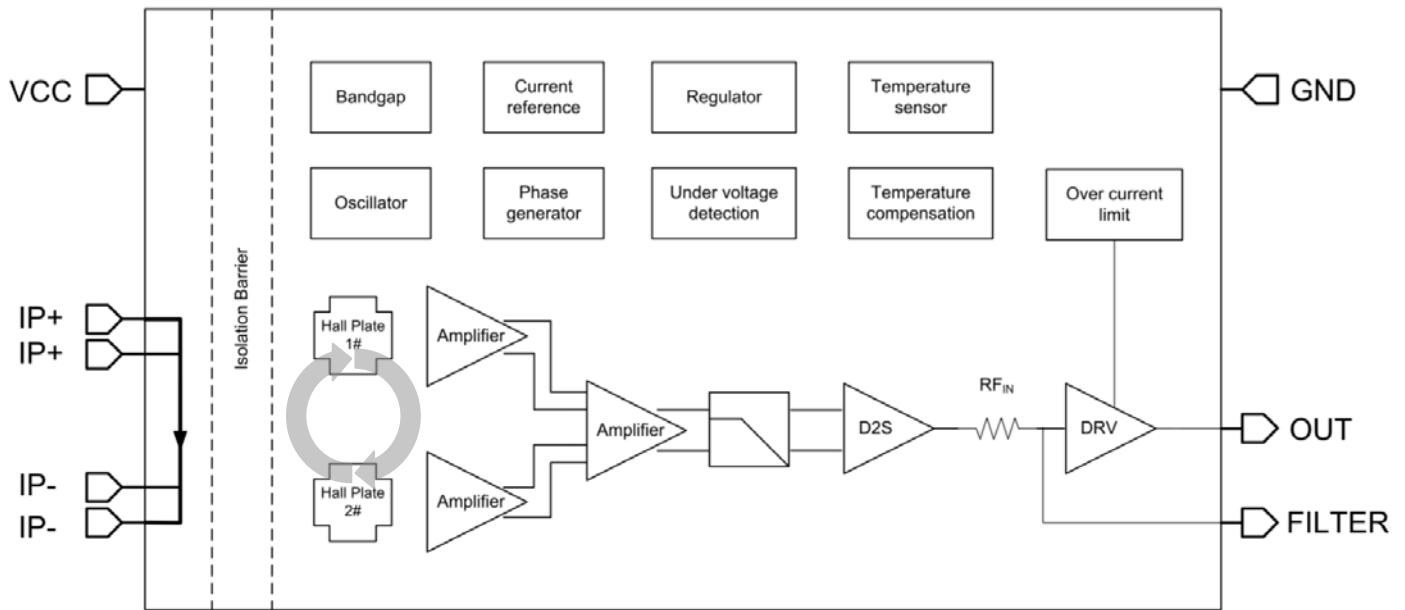 VCC
GND
Bandgap
Current
reference
Regulator
Temperature
sensor
Oscillator
Phase
generator
Under voltage
detection
Temperature
compensation
Over current
limit
Isolation Barrier
IP+
IP+
IP-
IP-
Hall Plate
1#
Hall Plate
2#
Amplifier
Amplifier
Amplifier
D2S
RFIN
DRV
OUT
FILTER